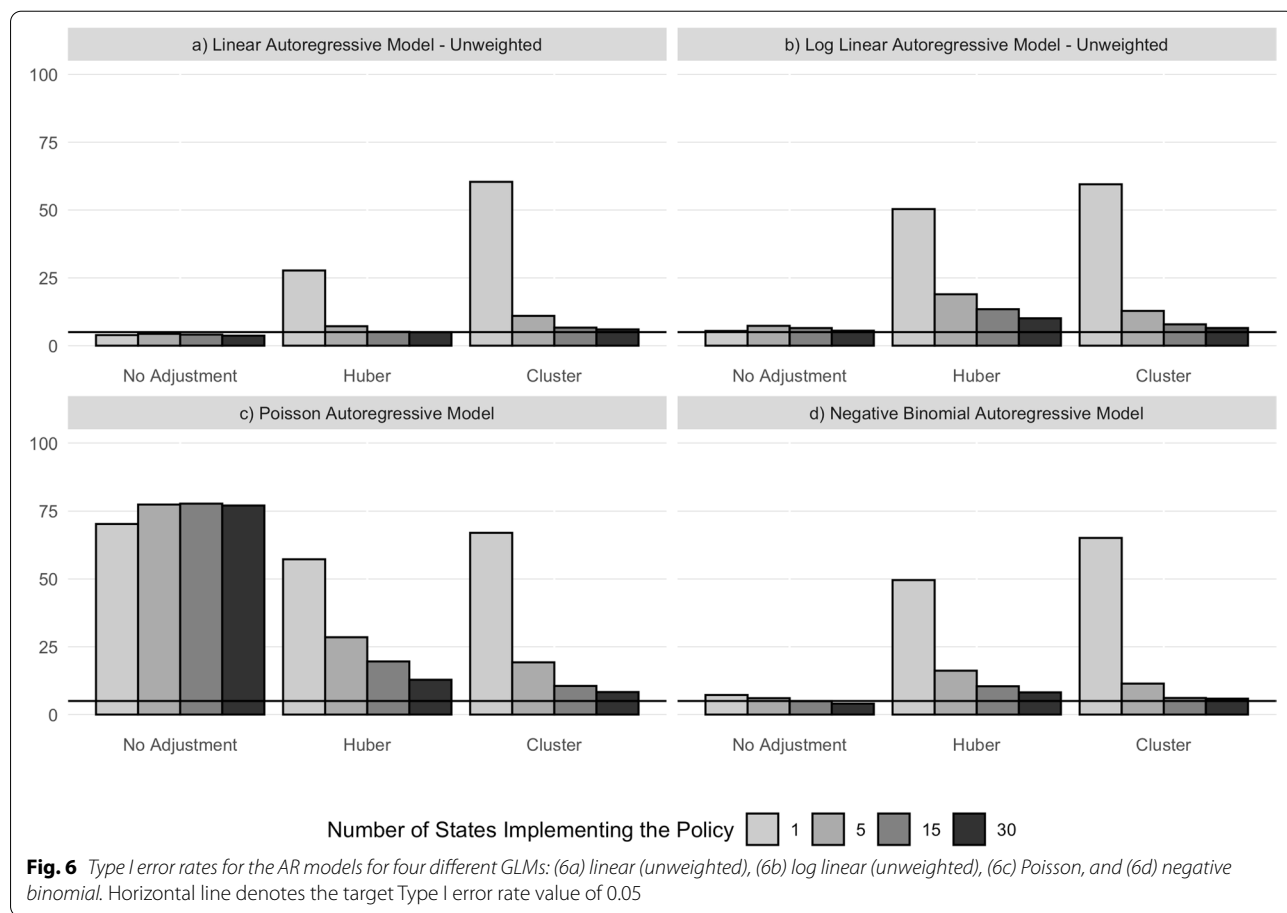 a) Linear Autoregressive Model - Unweighted
b) Log Linear Autoregressive Model - Unweighted
100
75
50
25
0
No Adjustment
Huber
Cluster
No Adjustment
Huber
Cluster
c) Poisson Autoregressive Model
d) Negative Binomial Autoregressive Model
100
75
50
25
0
No Adjustment
Huber
Cluster
No Adjustment
Huber
Cluster
Number of States Implementing the Policy 1 5 15 30
Fig. 6 Type I error rates for the AR models for four different GLMs: (6a) linear (unweighted), (6b) log linear (unweighted), (6c) Poisson, and (6d) negative
binomial. Horizontal line denotes the target Type I error rate value of 0.05